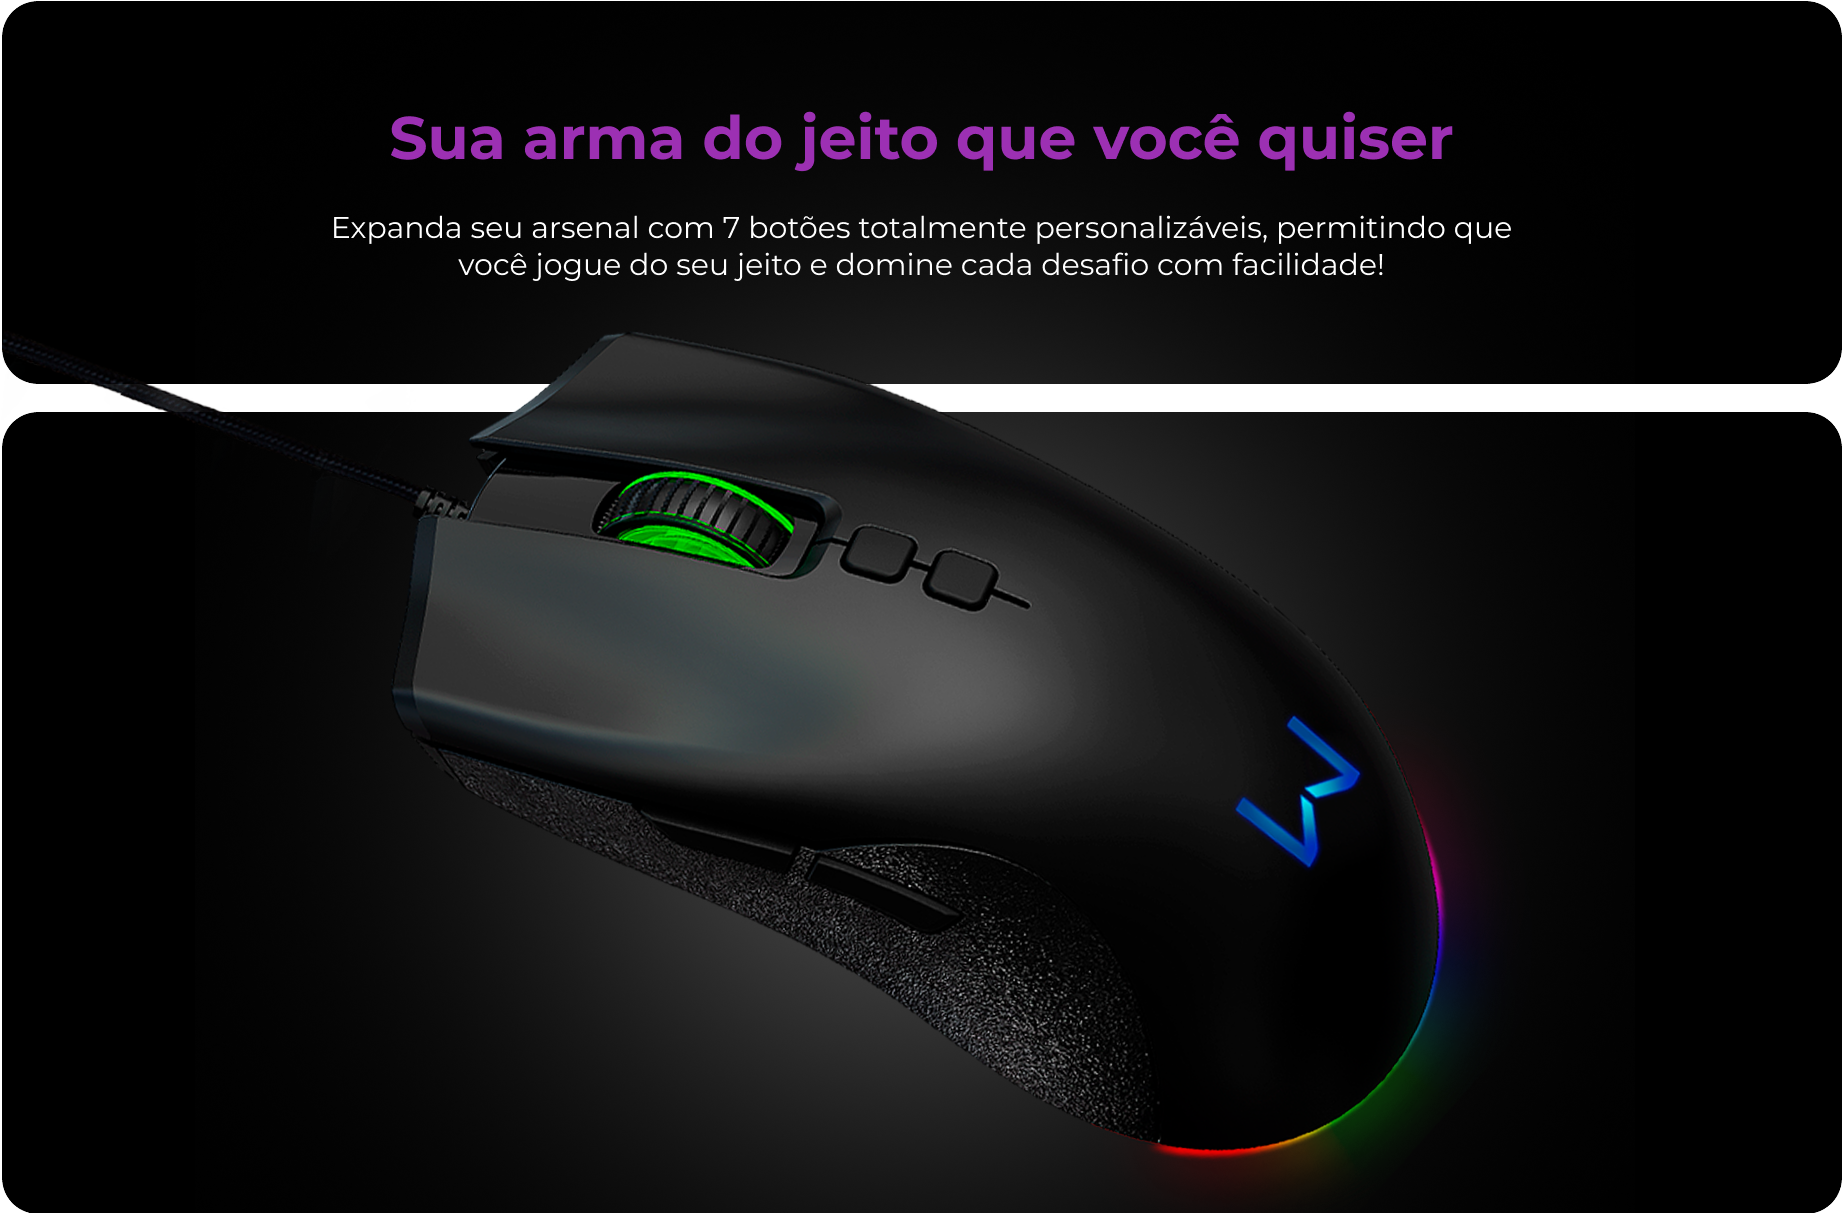 Sua arma do jeito que você quiser
Expanda seu arsenal com 7 botões totalmente personalizáveis, permitindo que
você jogue do seu jeito e domine cada desafio com facilidade!